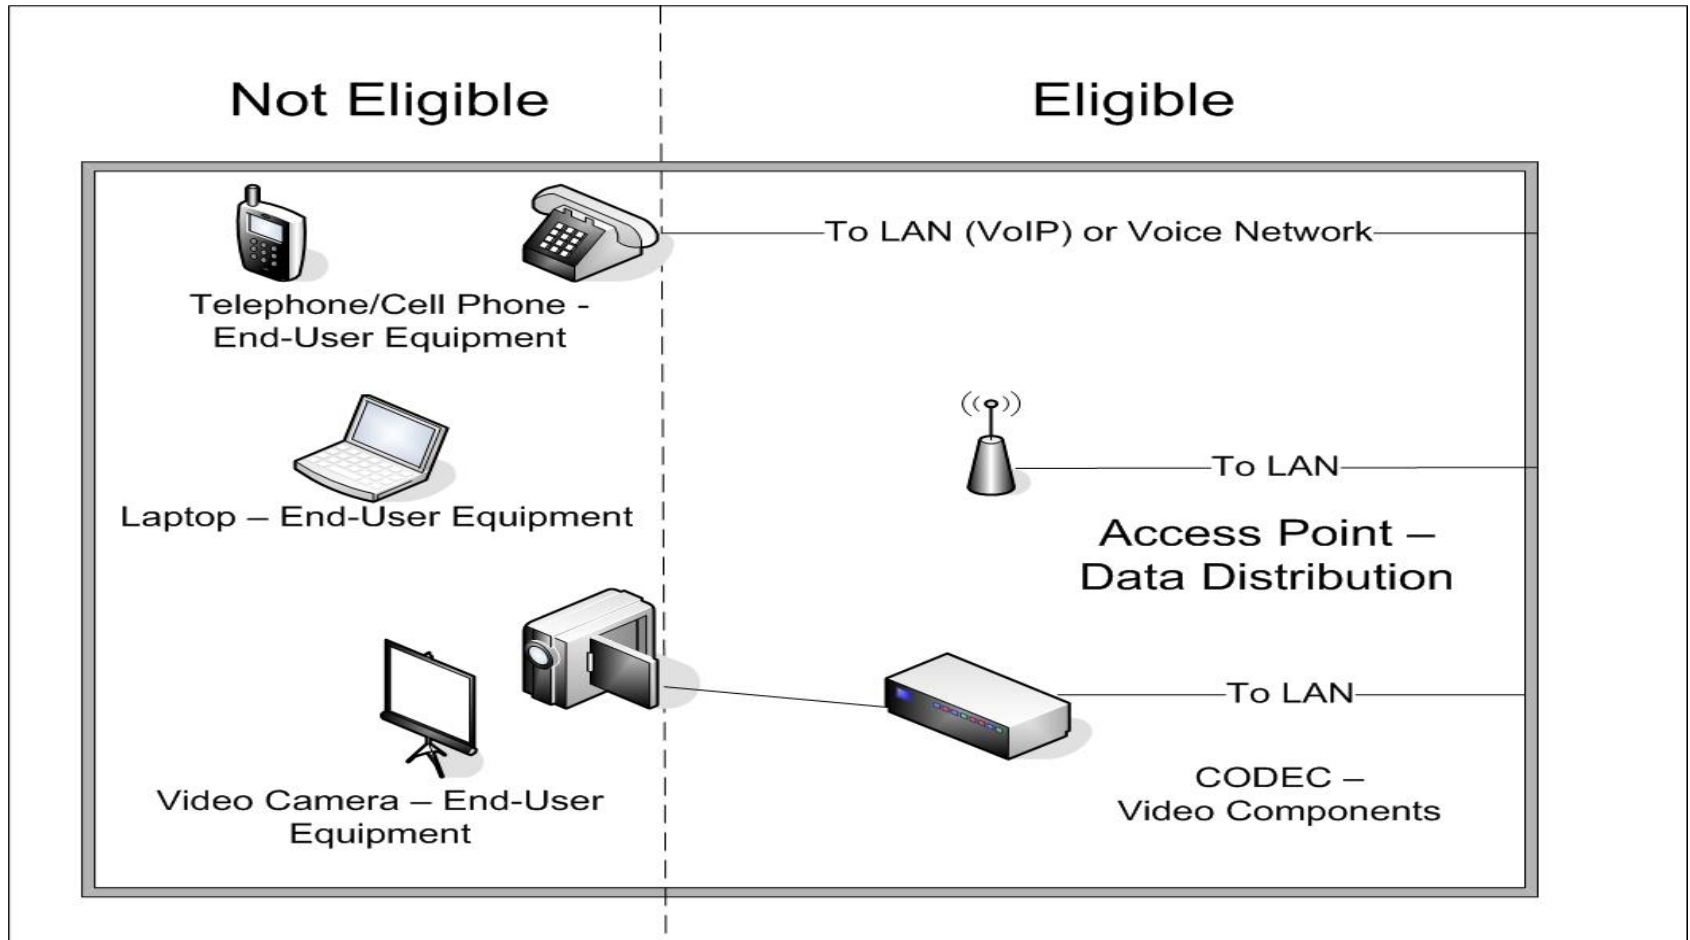 Not Eligible
Eligible
To LAN (VoIP) or Voice Network
Telephone/Cell Phone -
End-User Equipment
To LAN
Laptop – End-User Equipment
Access Point –
Data Distribution
To LAN
Video Camera – End-User
Equipment
CODEC –
Video Components